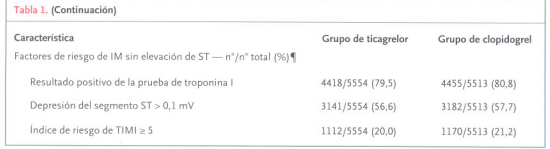 Tabla 1. (Continuación)
Característica Grupo de ticagrelor Grupo de clopidogrel
Factores de riesgo de IM sin elevación de ST — n°/n° total (%)¶
Resultado positivo de la prueba de troponina I 4418/5554 (79,5) 4455/5513 (80,8)
Depresión del segmento ST > 0,1 mV 3141/5554 (56,6) 3182/5513 (57,7)
Índice de riesgo de TIMI ≥ 5 1112/5554 (20,0) 1170/5513 (21,2)